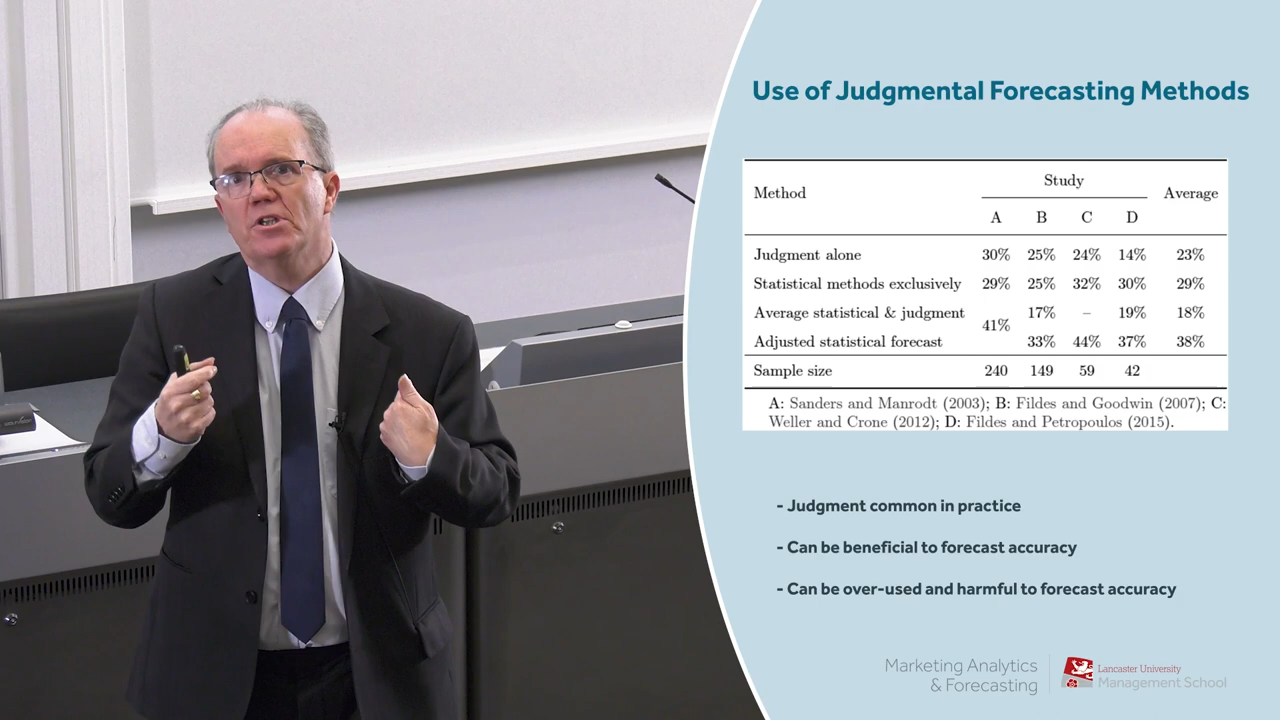 Use of Judgmental Forecasting Methods
Method Study Average
A B C D
Judgment alone 30% 25% 24% 14% 23%
Statistical methods exclusively 29% 25% 32% 30% 29%
Average statistical & judgment 41% 17% – 19% 18%
Adjusted statistical forecast 33% 44% 37% 38%
Sample size 240 149 59 42
A: Sanders and Manrodt (2003); B: Fildes and Goodwin (2007); C:
Weller and Crone (2012); D: Fildes and Petropoulos (2015).
- Judgment common in practice
- Can be beneficial to forecast accuracy
- Can be over-used and harmful to forecast accuracy
Marketing Analytics
& Forecasting
Lancaster University
Management School